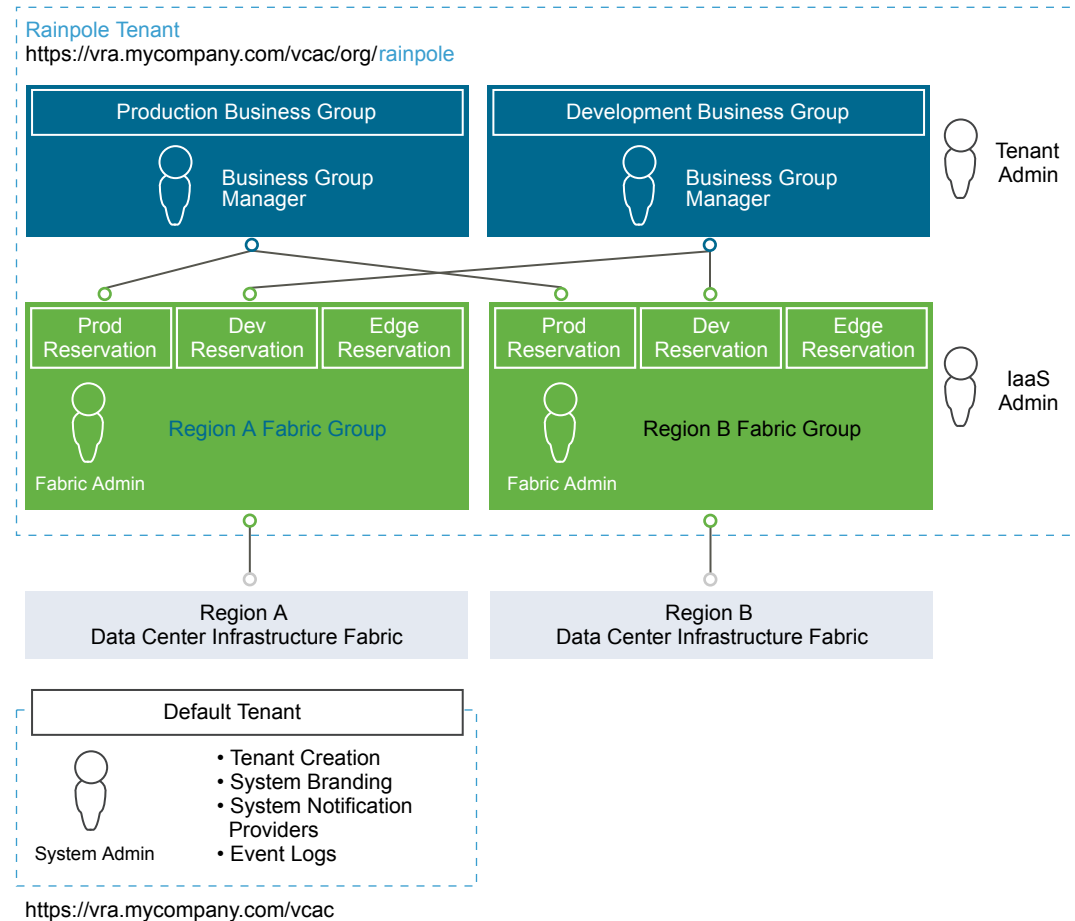 Rainpole Tenant
https://vra.mycompany.com/vcac/org/rainpole
Production Business Group
Business Group
Manager
Development Business Group
Business Group
Manager
Tenant
Admin
Prod
Reservation
Dev
Reservation
Edge
Reservation
Fabric Admin
Region A Fabric Group
Prod
Reservation
Dev
Reservation
Edge
Reservation
Fabric Admin
Region B Fabric Group
IaaS
Admin
Region A
Data Center Infrastructure Fabric
Region B
Data Center Infrastructure Fabric
Default Tenant
System Admin
• Tenant Creation
• System Branding
• System Notification
Providers
• Event Logs
https://vra.mycompany.com/vcac